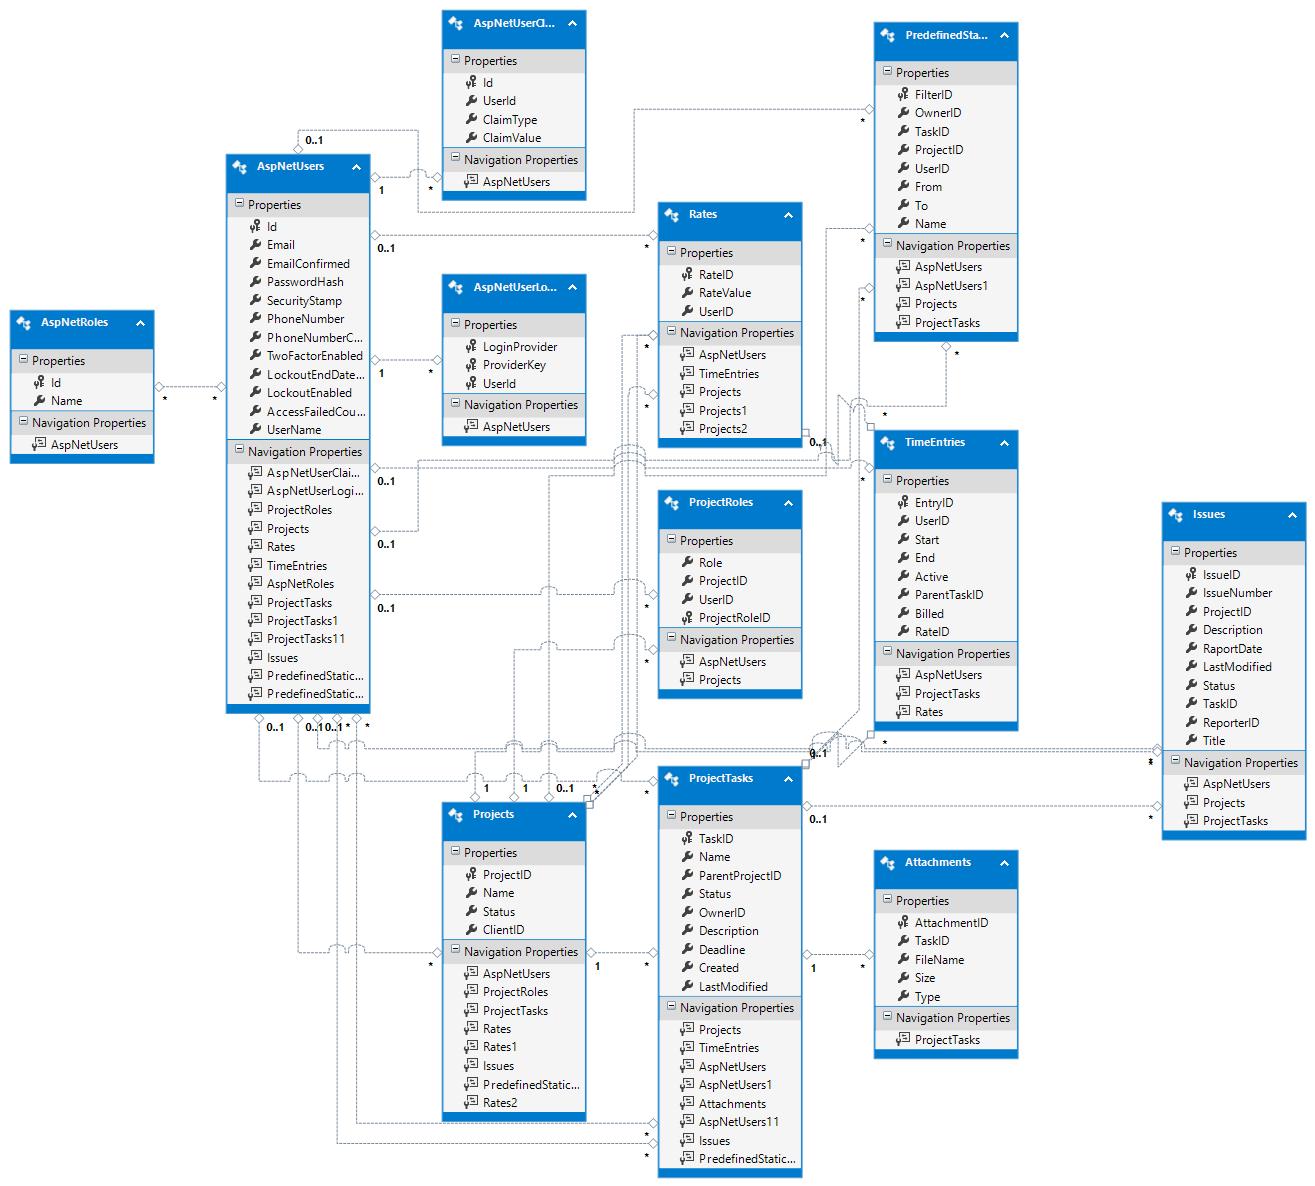 AspNetUserCl...
Properties
Id
UserId
ClaimType
ClaimValue
Navigation Properties
AspNetUsers
PredefinedSta...
Properties
FilterID
OwnerID
TaskID
ProjectID
UserID
From
To
Name
Navigation Properties
AspNetUsers
AspNetUsers1
Projects
ProjectTasks
AspNetUsers
Properties
Id
Email
EmailConfirmed
PasswordHash
SecurityStamp
PhoneNumber
PhoneNumberC...
TwoFactorEnabled
LockoutEndDate...
LockoutEnabled
AccessFailedCou...
UserName
Navigation Properties
AspNetUserClai...
AspNetUserLogi...
ProjectRoles
Projects
Rates
TimeEntries
AspNetRoles
ProjectTasks
ProjectTasks1
ProjectTasks11
Issues
PredefinedStatic...
PredefinedStatic...
Rates
Properties
RateID
RateValue
UserID
Navigation Properties
AspNetUsers
TimeEntries
Projects
Projects1
Projects2
AspNetUserLo...
Properties
LoginProvider
ProviderKey
UserId
Navigation Properties
AspNetUsers
AspNetRoles
Properties
Id
Name
Navigation Properties
AspNetUsers
TimeEntries
Properties
EntryID
UserID
Start
End
Active
ParentTaskID
Billed
RateID
Navigation Properties
AspNetUsers
ProjectTasks
Rates
ProjectRoles
Properties
Role
ProjectID
UserID
ProjectRoleID
Navigation Properties
AspNetUsers
Projects
Issues
Properties
IssueID
IssueNumber
ProjectID
Description
RaportDate
LastModified
Status
TaskID
ReporterID
Title
Navigation Properties
AspNetUsers
Projects
ProjectTasks
Projects
Properties
ProjectID
Name
Status
ClientID
Navigation Properties
AspNetUsers
ProjectRoles
ProjectTasks
Rates
Rates1
Issues
PredefinedStatic...
Rates2
ProjectTasks
Properties
TaskID
Name
ParentProjectID
Status
OwnerID
Description
Deadline
Created
LastModified
Navigation Properties
Projects
TimeEntries
AspNetUsers
AspNetUsers1
Attachments
AspNetUsers11
Issues
PredefinedStatic...
Attachments
Properties
AttachmentID
TaskID
FileName
Size
Type
Navigation Properties
ProjectTasks
0..1
*
1
*
0..1
*
*
*
1
*
*
*
*
*
*
0..1
*
0..1
*
0..1
0..1
*
*
0..1
0..1
0..1
*
*
*
0..1
*
1
1
0..1
*
*
*
0..1
*
*
1
*
1
*
*
*